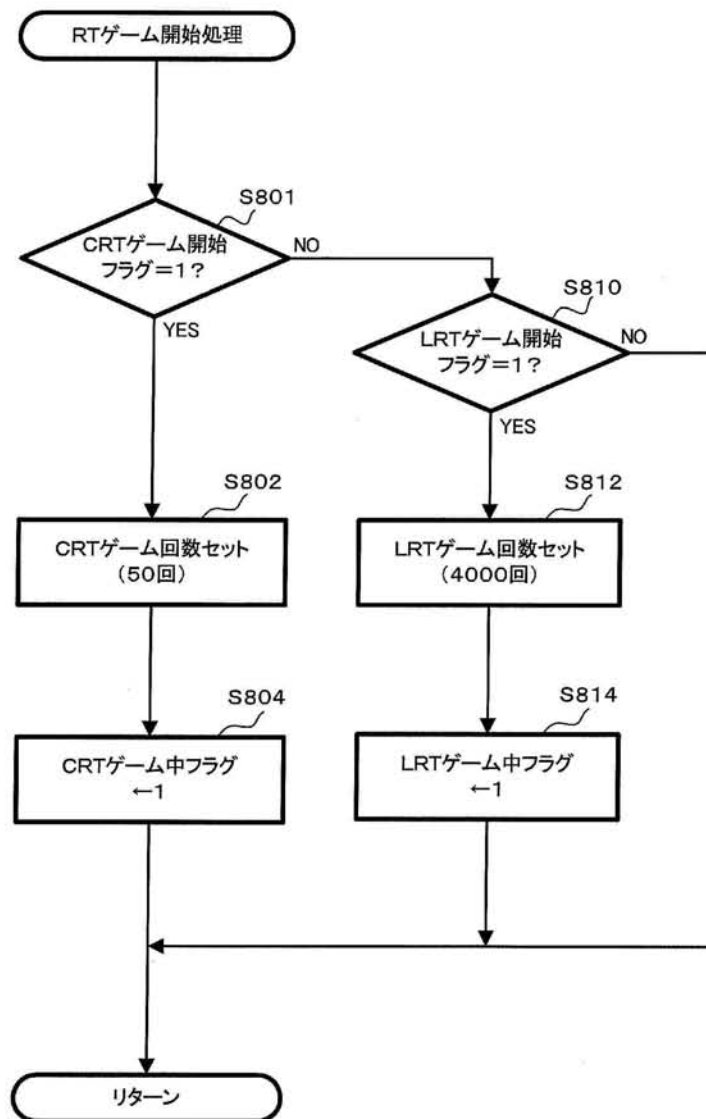 RTゲーム開始処理
S801
CRTゲーム開始
フラグ＝1？
NO
YES
S810
LRTゲーム開始
フラグ＝1？
NO
YES
S802
CRTゲーム回数セット
(50回)
S812
LRTゲーム回数セット
(4000回)
S804
CRTゲーム中フラグ
←1
S814
LRTゲーム中フラグ
←1
リターン